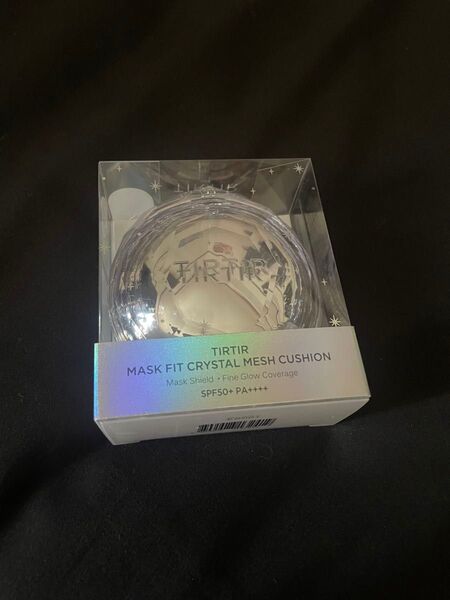 TIRTIR
TIRTIR
MASK FIT CRYSTAL MESH CUSHION
Mask Shield • Fine Glow Coverage
SPF50+ PA++++